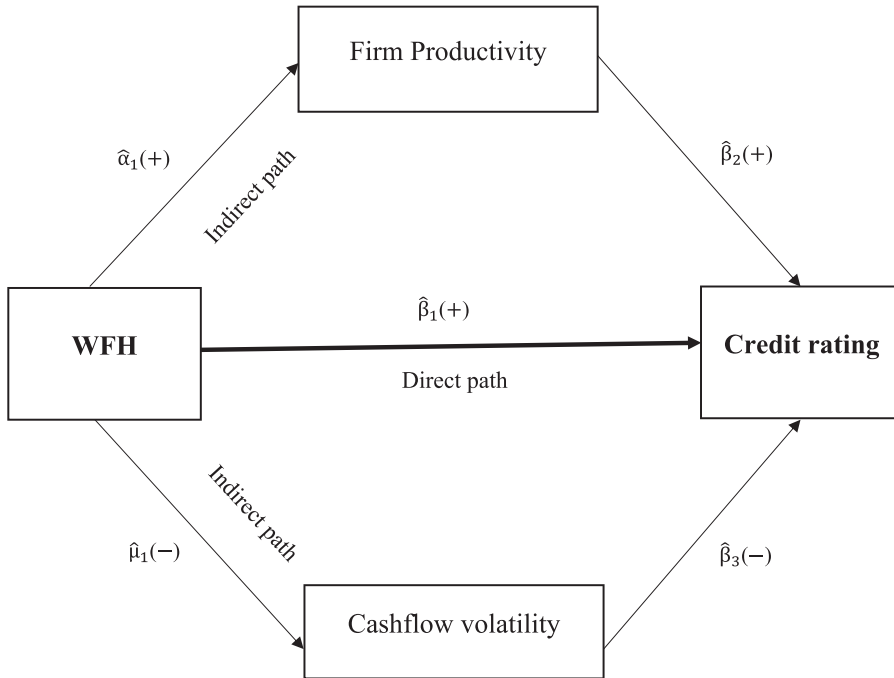 Firm Productivity
α̂₁(+)
β̂₂(+)
Indirect path
β̂₁(+)
WFH
Credit rating
Direct path
Indirect path
μ̂₁(−)
β̂₃(−)
Cashflow volatility